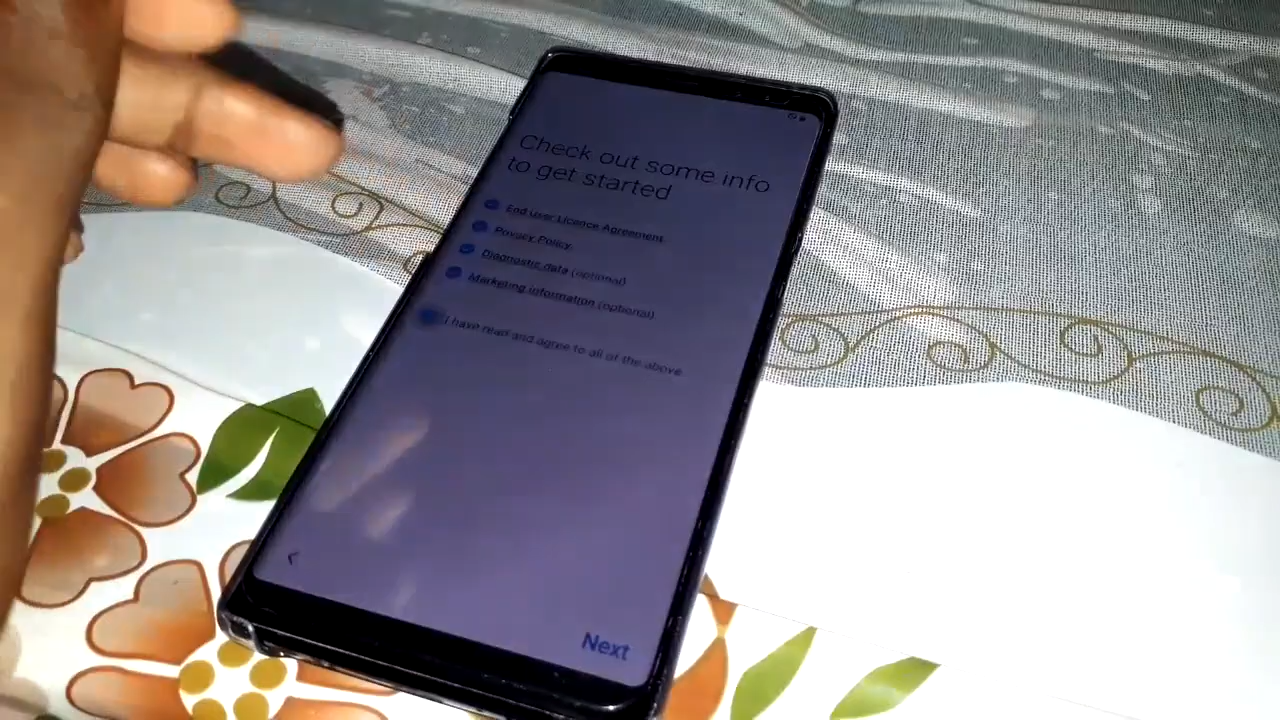 Check out some info
to get started
End user Licence Agreement
Privacy Policy
Diagnostic data (optional)
Marketing information (optional)
I have read and agree to all of the above
Next